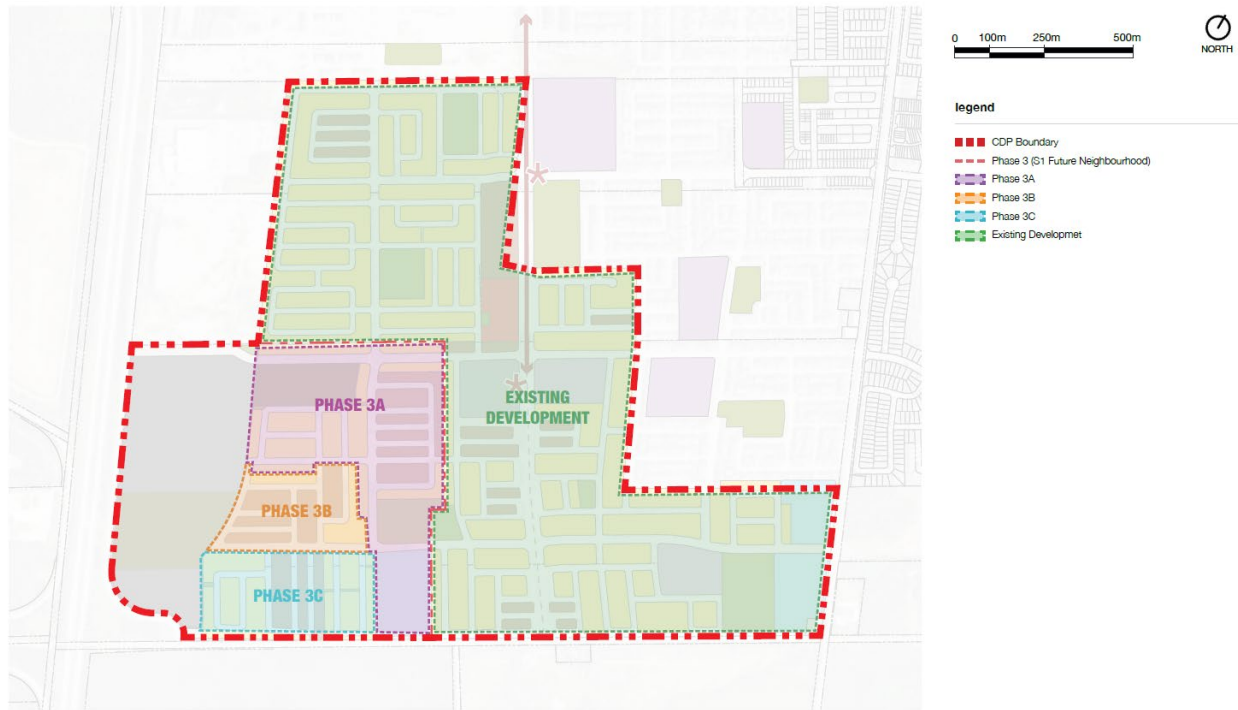 0 100m 250m 500m
NORTH
legend
CDP Boundary
Phase 3 (S1 Future Neighbourhood)
Phase 3A
Phase 3B
Phase 3C
Existing Developmet
PHASE 3A
EXISTING
DEVELOPMENT
PHASE 3B
PHASE 3C